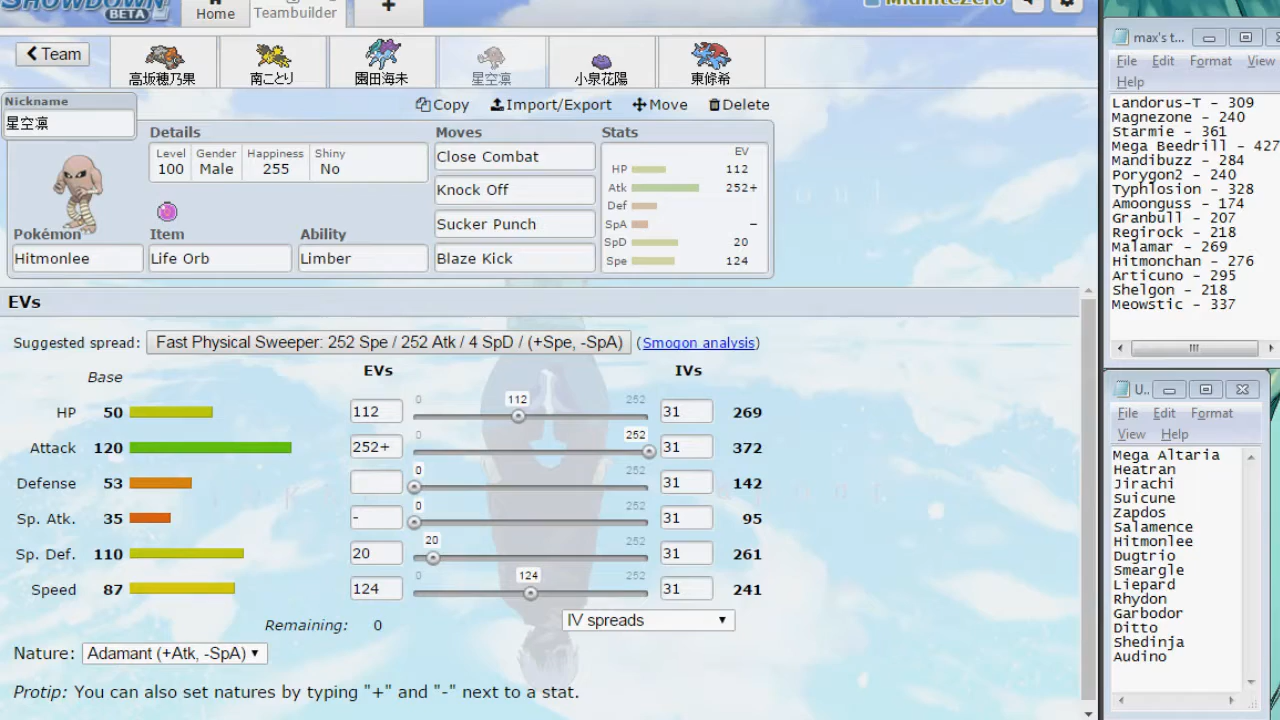 SHOWDOWN
BETA
Home
Teambuilder
+
MidniteZero
Team
高坂穂乃果
南ことり
園田海未
星空凛
小泉花陽
東條希
Nickname
星空凛
Copy
Import/Export
Move
Delete
Details
Level
Gender
Happiness
Shiny
100
Male
255
No
Pokémon
Item
Ability
Hitmonlee
Life Orb
Limber
Moves
Close Combat
Knock Off
Sucker Punch
Blaze Kick
Stats
EV
HP 112
Atk 252+
Def
SpA –
SpD 20
Spe 124
EVs
Suggested spread: Fast Physical Sweeper: 252 Spe / 252 Atk / 4 SpD / (+Spe, -SpA) (Smogon analysis)
Base EVs IVs
HP 50 112 0 112 252 31 269
Attack 120 252+ 0 252 31 372
Defense 53 0 252 31 142
Sp. Atk. 35 - 0 252 31 95
Sp. Def. 110 20 0 20 252 31 261
Speed 87 124 0 124 252 31 241
Remaining: 0
IV spreads
Nature: Adamant (+Atk, -SpA)
Protip: You can also set natures by typing "+" and "-" next to a stat.
max's t...
File Edit Format View
Help
Landorus-T - 309
Magnezone - 240
Starmie - 361
Mega Beedrill - 427
Mandibuzz - 284
Porygon2 - 240
Typhlosion - 328
Amoonguss - 174
Granbull - 207
Regirock - 218
Malamar - 269
Hitmonchan - 276
Articuno - 295
Shelgon - 218
Meowstic - 337
U..
File Edit Format
View Help
Mega Altaria
Heatran
Jirachi
Suicune
Zapdos
Salamence
Hitmonlee
Dugtrio
Smeargle
Liepard
Rhydon
Garbodor
Ditto
Shedinja
Audino